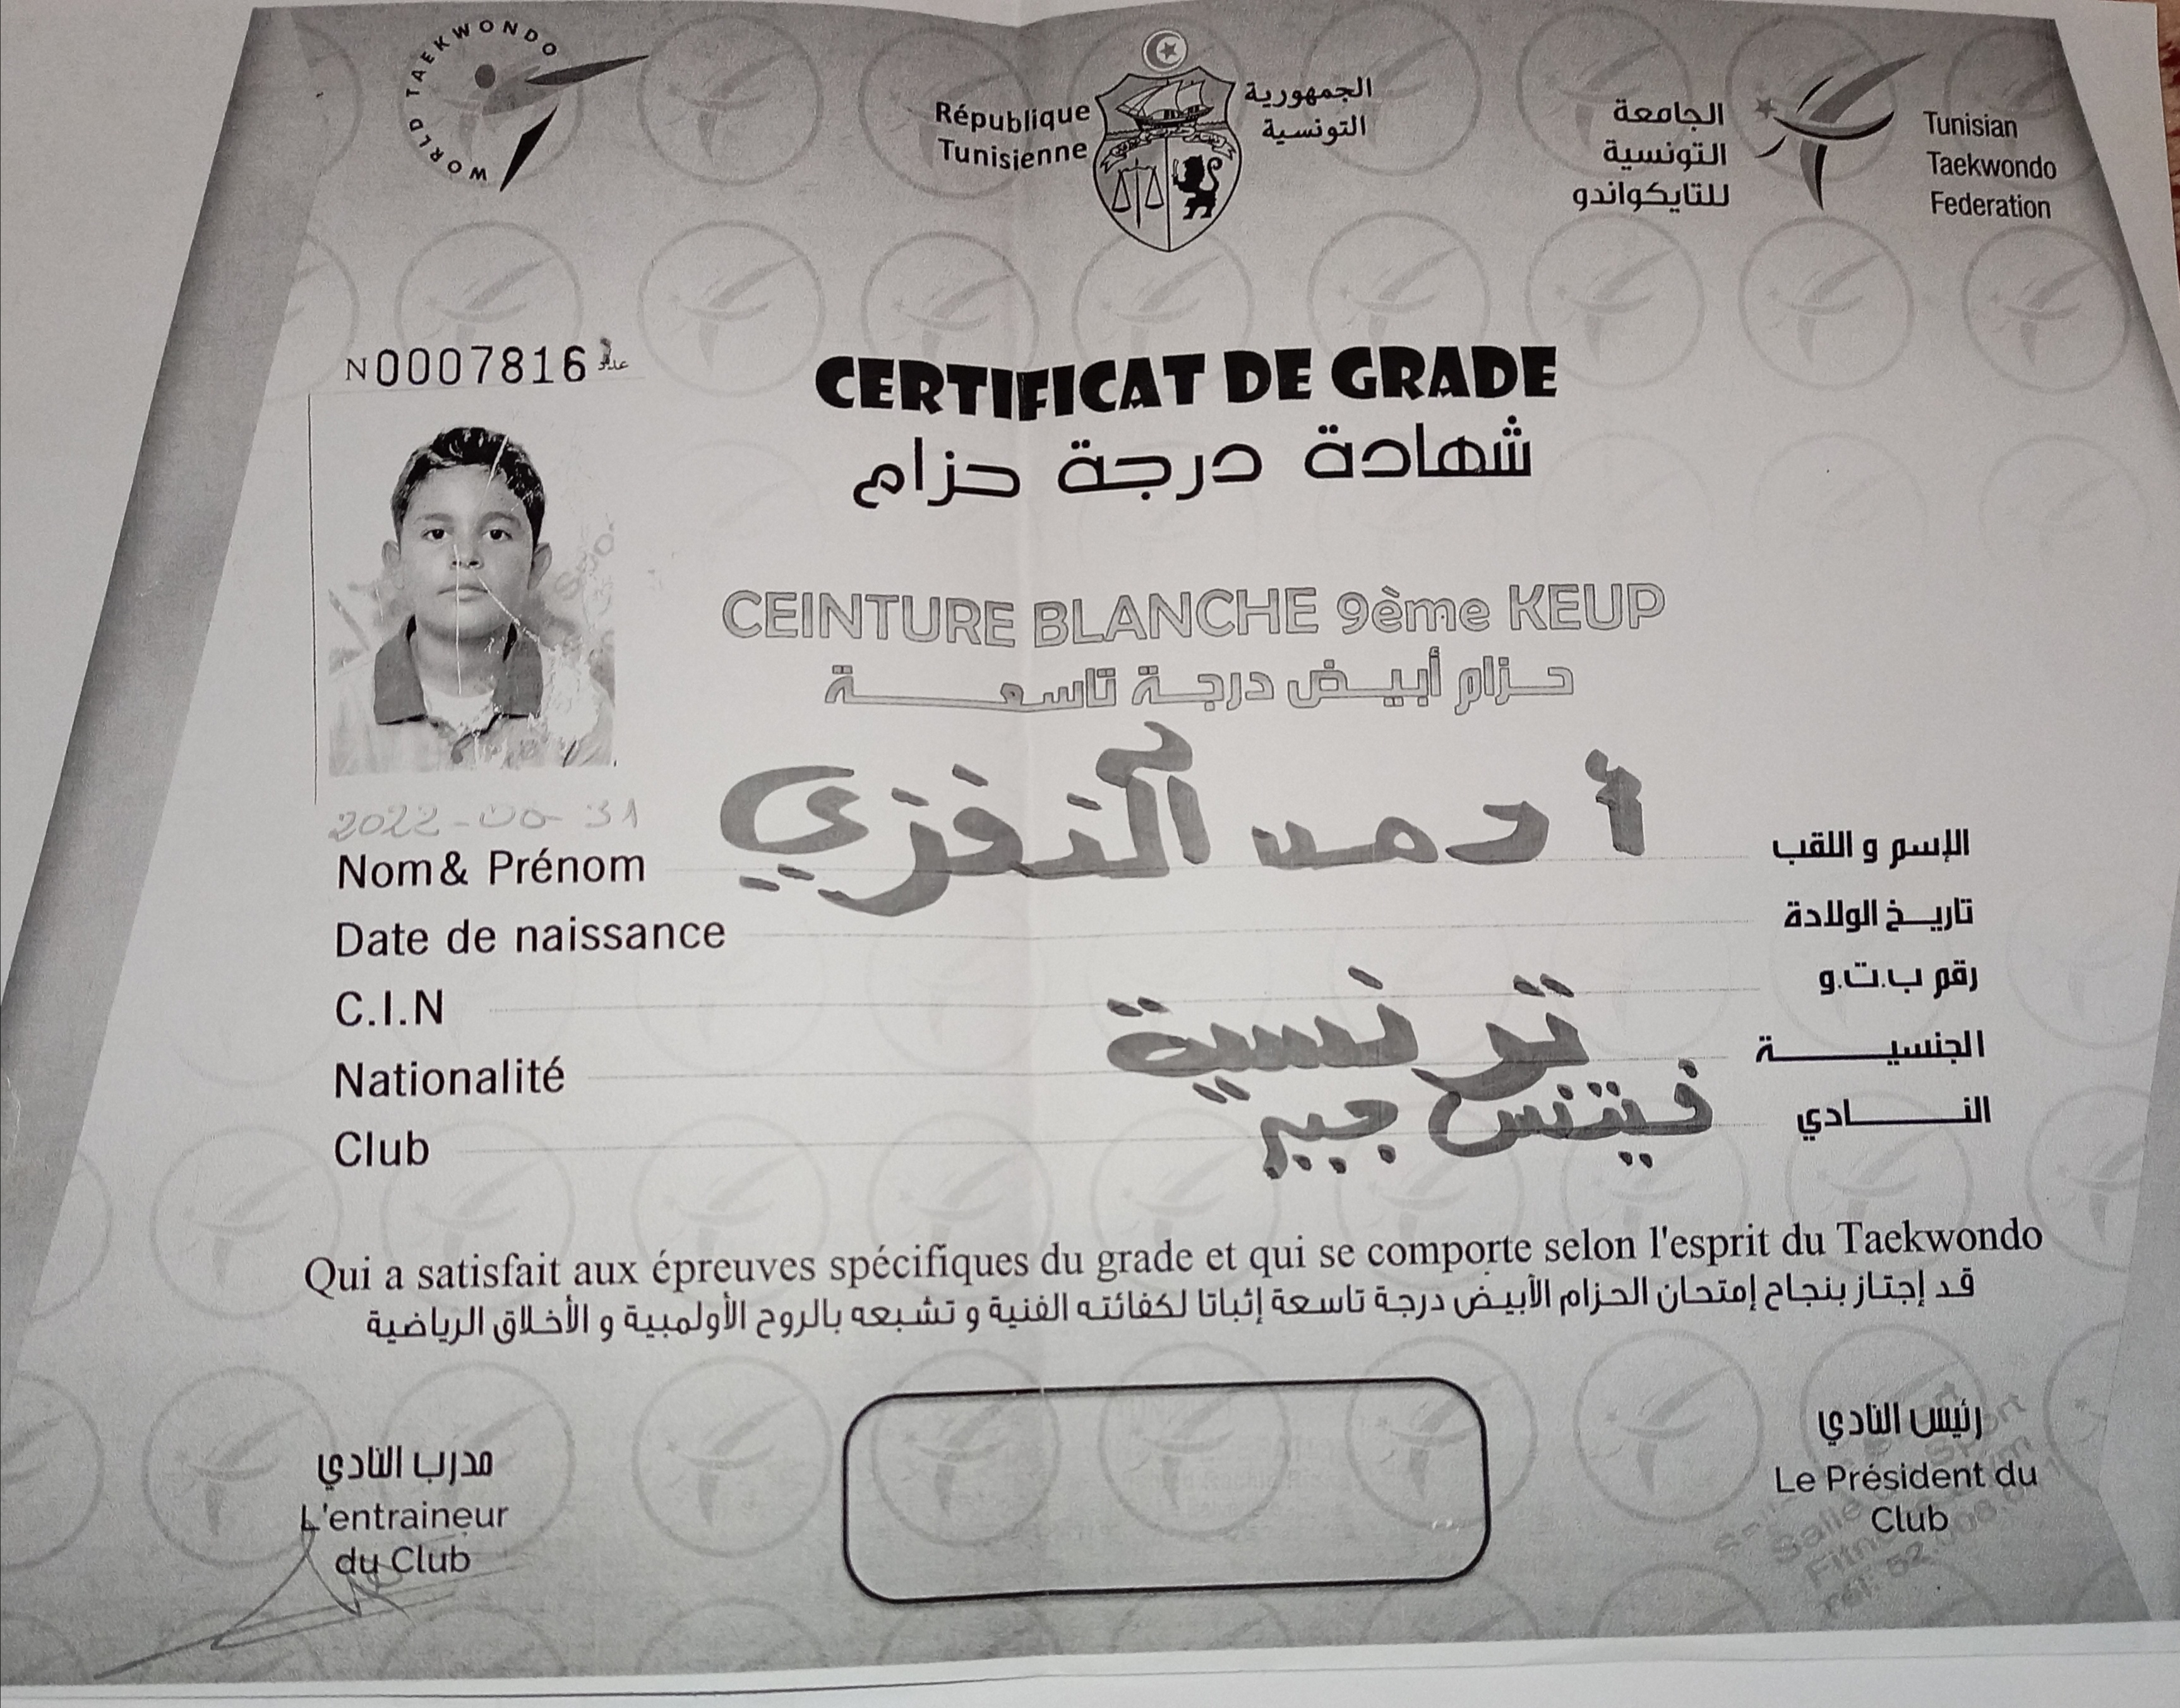 WORLD TAEKWONDO
République
Tunisienne
الجمهورية
التونسية
الجامعة
التونسية
للتايكواندو
Tunisian
Taekwondo
Federation
N0007816
CERTIFICAT DE GRADE
شهادة درجة حزام
CEINTURE BLANCHE 9ème KEUP
حزام أبيض درجة تاسعة
أحمد النفزي
Nom& Prénom
الإسم و اللقب
Date de naissance
تاريخ الولادة
C.I.N
رقم ب.ت.و
Nationalité
تونسية
الجنسية
Club
فيتنس جيم
النادي
Qui a satisfait aux épreuves spécifiques du grade et qui se comporte selon l'esprit du Taekwondo
قد إجتاز بنجاح إمتحان الحزام الأبيض درجة تاسعة إثباتا لكفائته الفنية و تشبعه بالروح الأولمبية و الأخلاق الرياضية
مدرب النادي
L'entraineur
du Club
رئيس النادي
Le Président du
Club